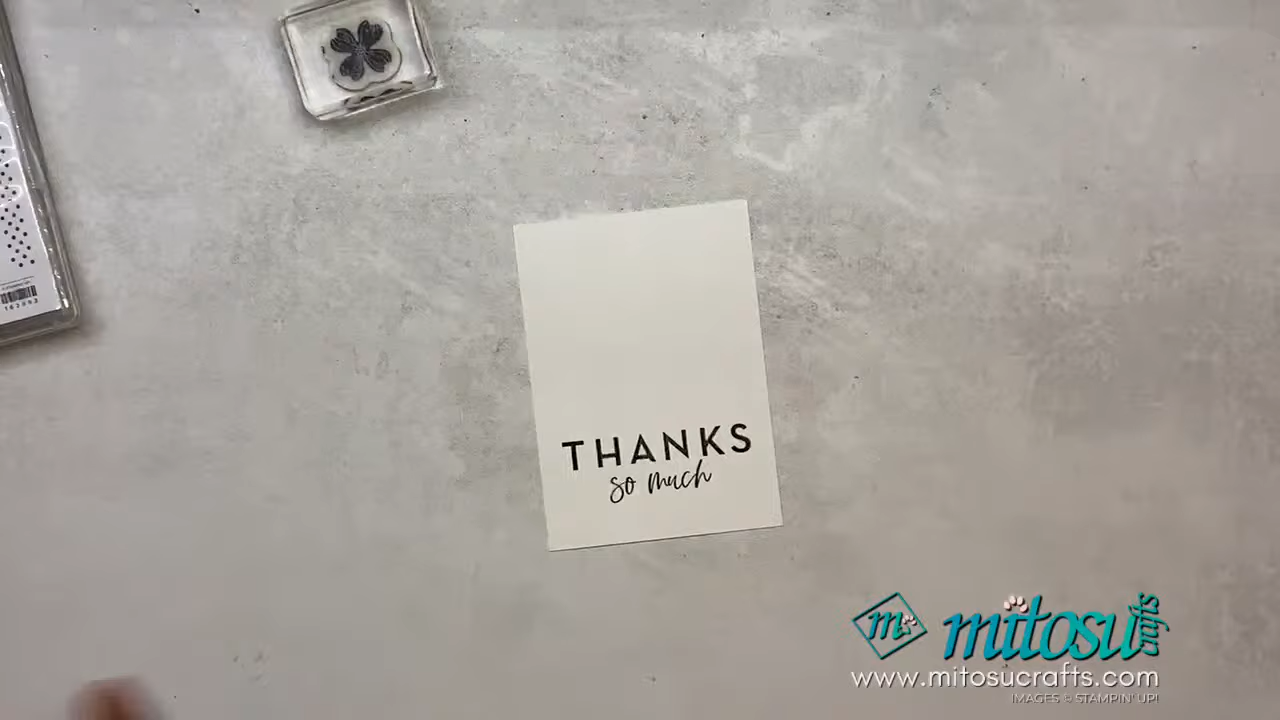 THANKS
so much
mitosu crafts
www.mitosucrafts.com
IMAGES © STAMPIN' UP!